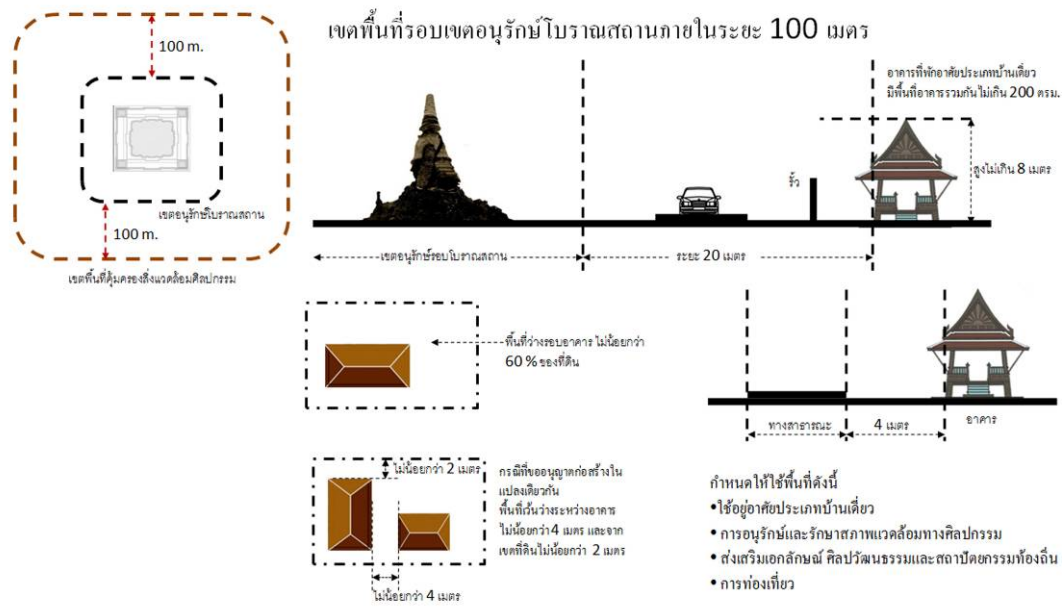 เขตพื้นที่รอบเขตอนุรักษ์โบราณสถานภายในระยะ 100 เมตร
100 m.
เขตอนุรักษ์โบราณสถาน
100 m.
เขตพื้นที่คุ้มครองสิ่งแวดล้อมศิลปกรรม
อาคารที่พักอาศัยประเภทบ้านเดี่ยว
มีพื้นที่อาคารรวมกันไม่เกิน 200 ตรม.
รั้ว
สูงไม่เกิน 8 เมตร
เขตอนุรักษ์รอบโบราณสถาน
ระยะ 20 เมตร
พื้นที่ว่างรอบอาคาร ไม่น้อยกว่า
60 % ของที่ดิน
ทางสาธารณะ
4 เมตร
อาคาร
ไม่น้อยกว่า 2 เมตร
กรณีที่ขออนุญาตก่อสร้างใน
แปลงเดียวกัน
พื้นที่เว้นว่างระหว่างอาคาร
ไม่น้อยกว่า 4 เมตร และจาก
เขตที่ดินไม่น้อยกว่า 2 เมตร
ไม่น้อยกว่า 4 เมตร
กำหนดให้ใช้พื้นที่ดังนี้
•ใช้อยู่อาศัยประเภทบ้านเดี่ยว
• การอนุรักษ์และรักษาสภาพแวดล้อมทางศิลปกรรม
• ส่งเสริมเอกลักษณ์ ศิลปวัฒนธรรมและสถาปัตยกรรมท้องถิ่น
• การท่องเที่ยว